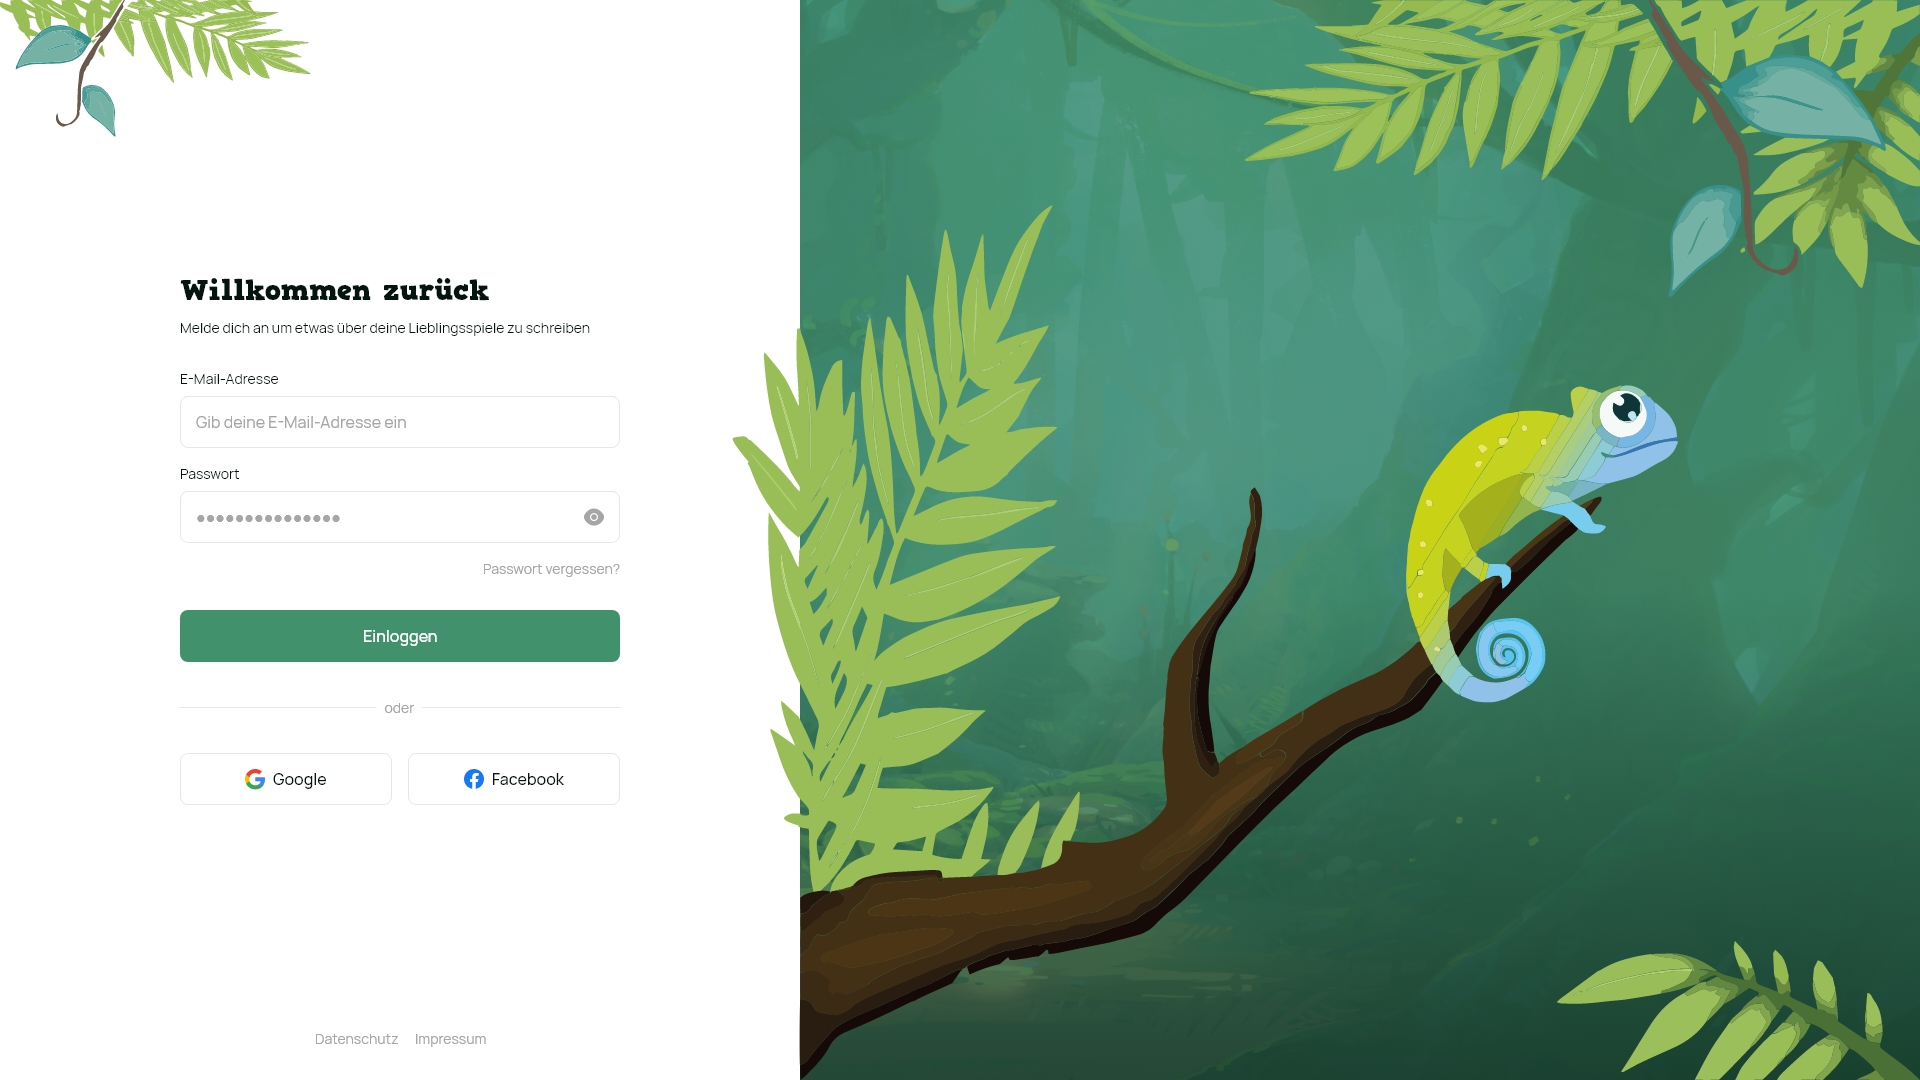 Willkommen zurück
Melde dich an um etwas über deine Lieblingsspiele zu schreiben
E-Mail-Adresse
Gib deine E-Mail-Adresse ein
Passwort
●●●●●●●●●●●●●●●
Passwort vergessen?
Einloggen
oder
Google
Facebook
Datenschutz Impressum